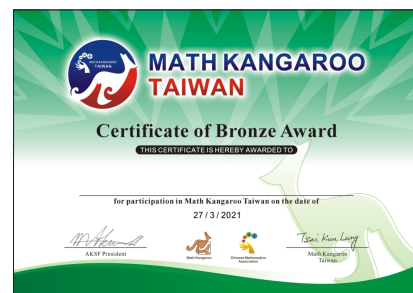 MATH KANGAROO
TAIWAN
MATH KANGAROO
TAIWAN
Certificate of Bronze Award
THIS CERTIFICATE IS HEREBY AWARDED TO
for participation in Math Kangaroo Taiwan on the date of
27 / 3 / 2021
Tsai Kun Lung
AKSF President
Math Kangaroo
Chinese Mathematics
Association
Math Kangaroo
Taiwan